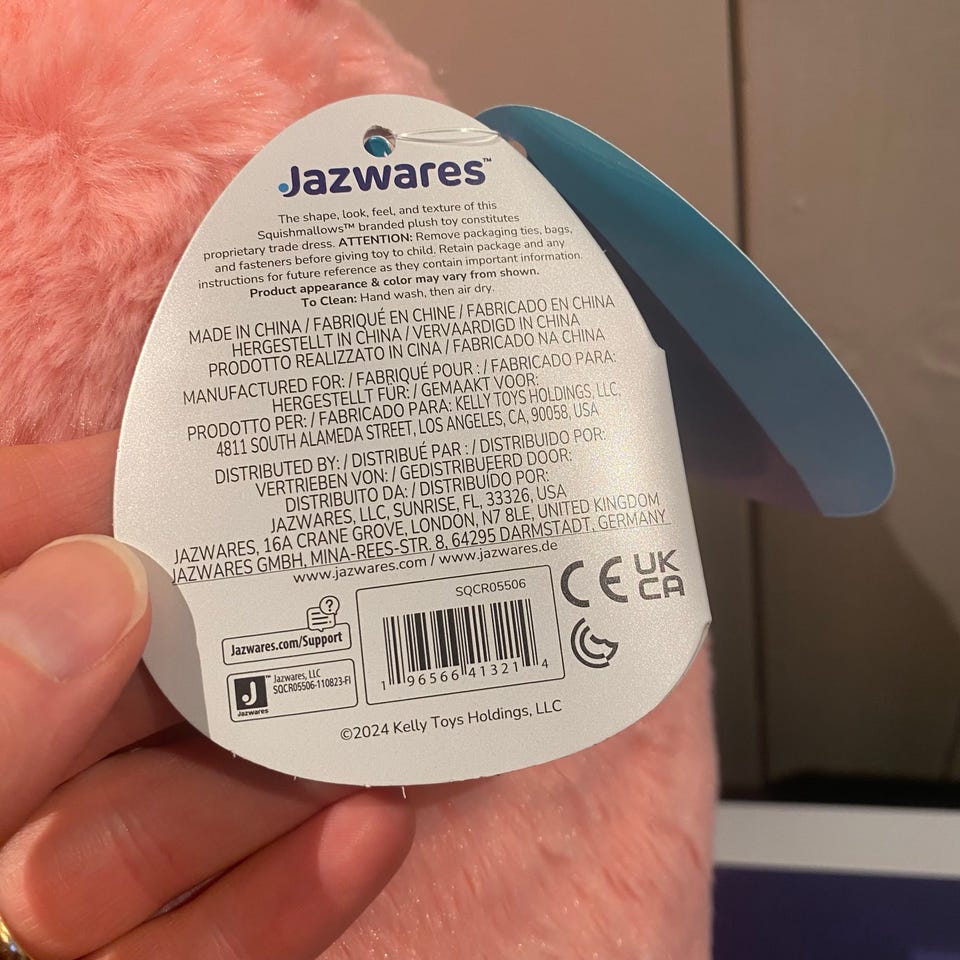 Jazwares™
The shape, look, feel, and texture of this
Squishmallows™ branded plush toy constitutes
proprietary trade dress. ATTENTION: Remove packaging ties, bags,
and fasteners before giving toy to child. Retain package and any
instructions for future reference as they contain important information.
Product appearance & color may vary from shown.
To Clean: Hand wash, then air dry.
MADE IN CHINA / FABRIQUÉ EN CHINE / FABRICADO EN CHINA
HERGESTELLT IN CHINA / VERVAARDIGD IN CHINA
PRODOTTO REALIZZATO IN CINA / FABRICADO NA CHINA
MANUFACTURED FOR: / FABRIQUÉ POUR : / FABRICADO PARA:
HERGESTELLT FÜR: / GEMAAKT VOOR:
PRODOTTO PER: / FABRICADO PARA: KELLY TOYS HOLDINGS, LLC,
4811 SOUTH ALAMEDA STREET, LOS ANGELES, CA, 90058, USA
DISTRIBUTED BY: / DISTRIBUÉ PAR : / DISTRIBUIDO POR:
VERTRIEBEN VON: / GEDISTRIBUEERD DOOR:
DISTRIBUITO DA: / DISTRIBUIDO POR:
JAZWARES, LLC, SUNRISE, FL, 33326, USA
JAZWARES, 16A CRANE GROVE, LONDON, N7 8LE, UNITED KINGDOM
JAZWARES GMBH, MINA-REES-STR. 8, 64295 DARMSTADT, GERMANY
www.jazwares.com / www.jazwares.de
SQCR05506
CE UK
CA
?
Jazwares.com/Support
1 96566 41321 4
J™ Jazwares, LLC
SQCR05506-110823-FI
Jazwares
©2024 Kelly Toys Holdings, LLC